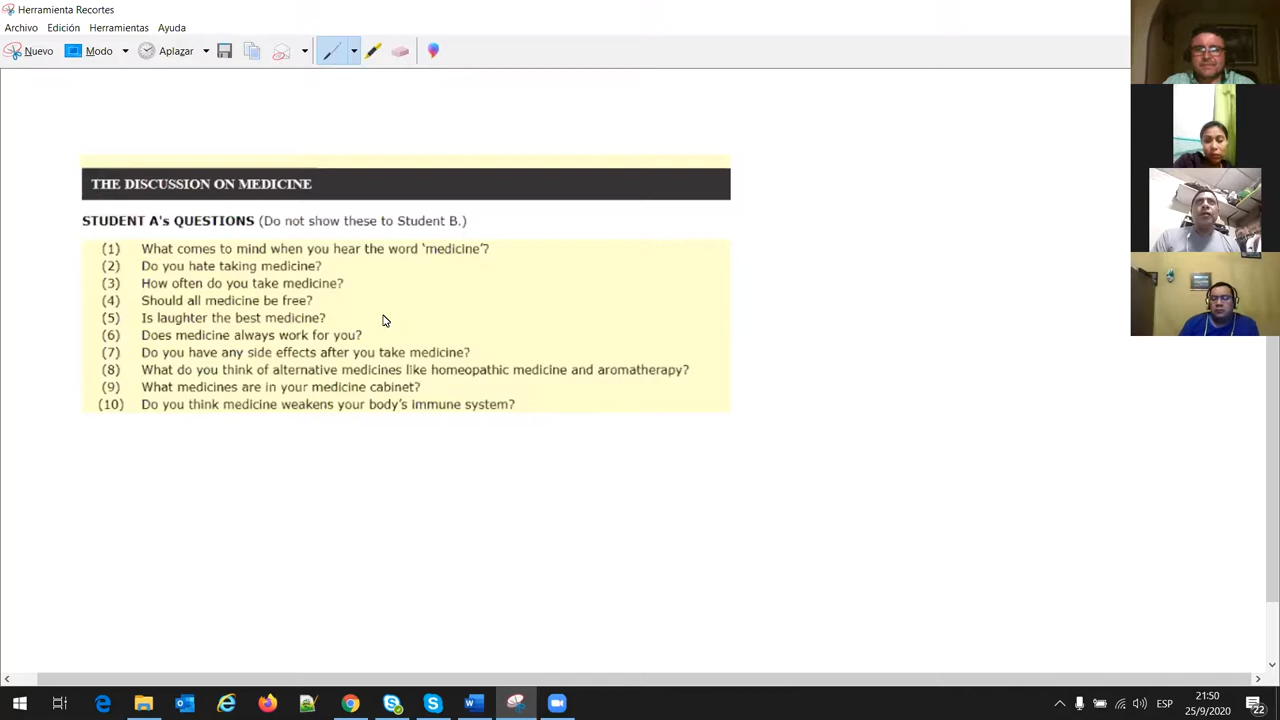 Herramienta Recortes
Archivo Edición Herramientas Ayuda
Nuevo Modo Aplazar
THE DISCUSSION ON MEDICINE
STUDENT A's QUESTIONS (Do not show these to Student B.)
(1) What comes to mind when you hear the word ‘medicine’?
(2) Do you hate taking medicine?
(3) How often do you take medicine?
(4) Should all medicine be free?
(5) Is laughter the best medicine?
(6) Does medicine always work for you?
(7) Do you have any side effects after you take medicine?
(8) What do you think of alternative medicines like homeopathic medicine and aromatherapy?
(9) What medicines are in your medicine cabinet?
(10) Do you think medicine weakens your body’s immune system?
ESP
21:50
25/9/2020
22